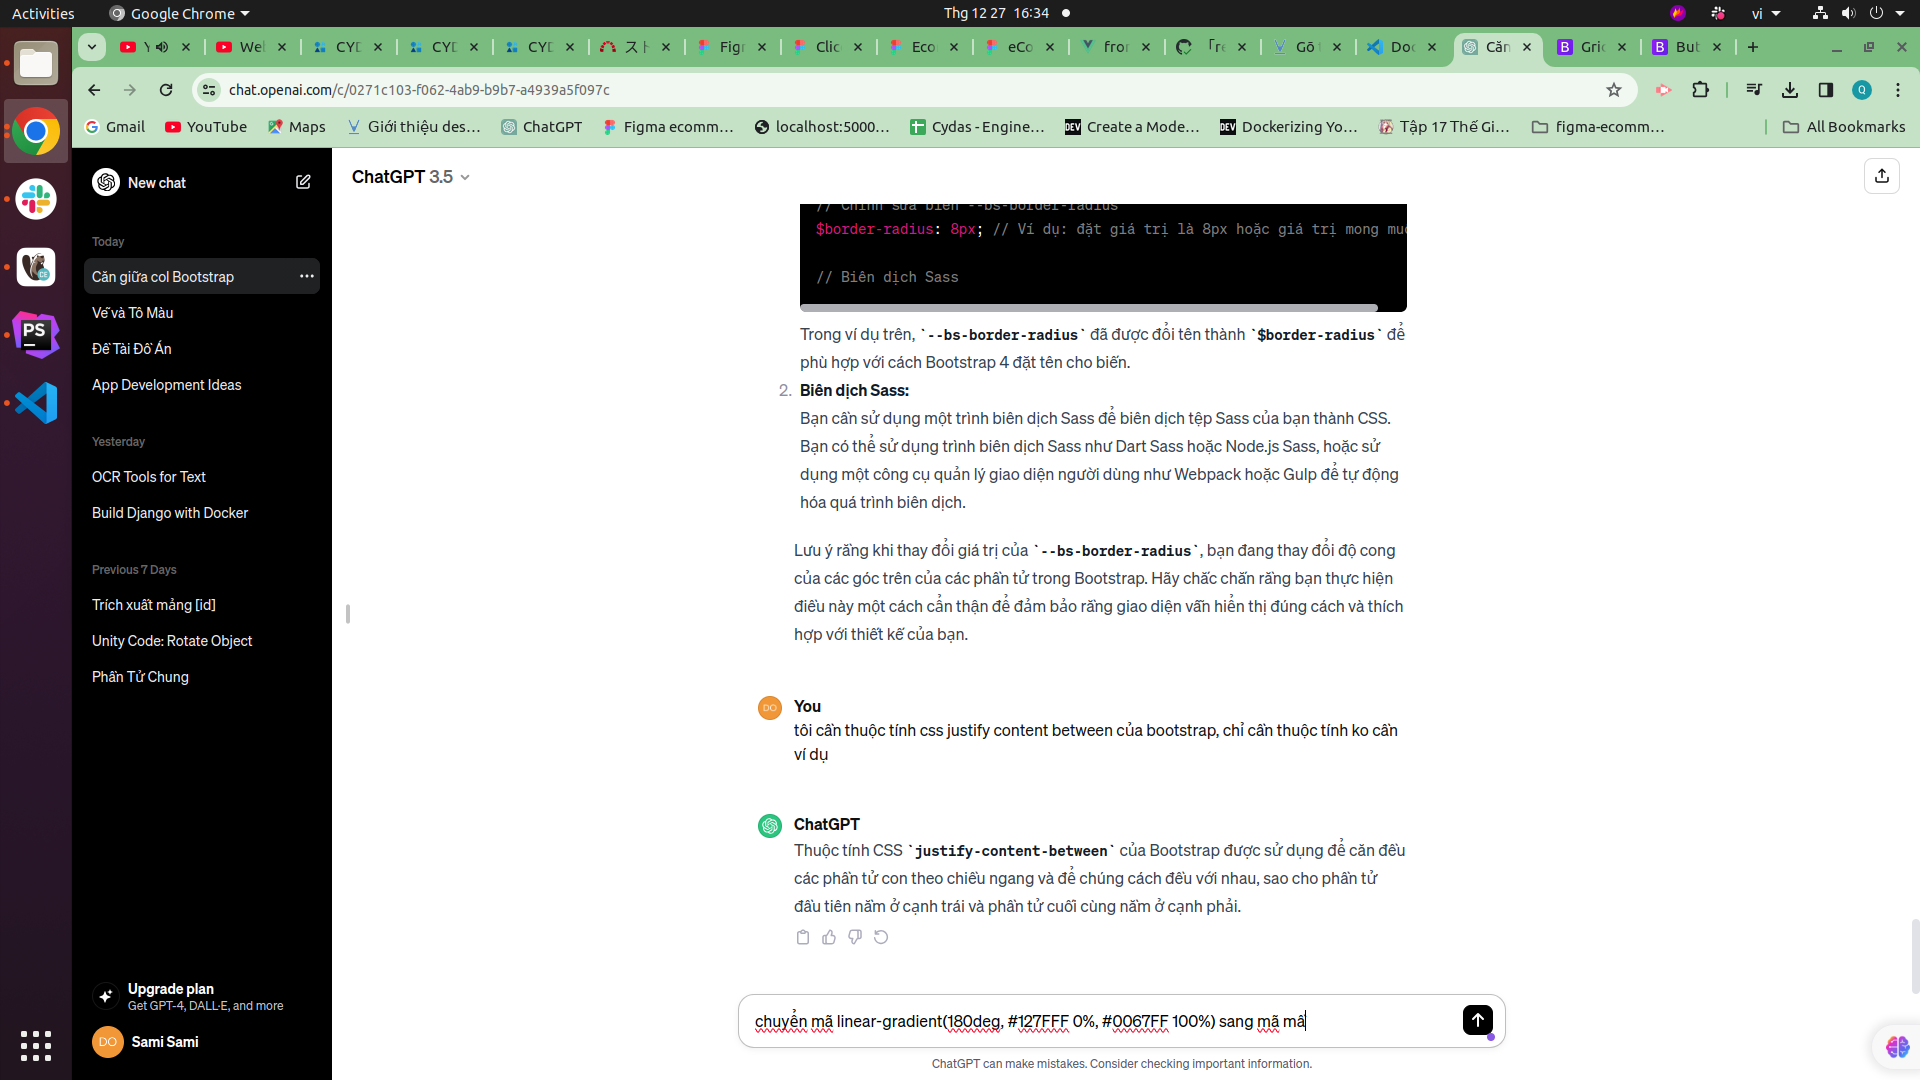 Activities
Google Chrome
Thg 12 27 16:34
vi
Y
Wel
CYD
CYD
CYD
スト
Figr
Clic
Eco
eCo
fror
「re
Gõ t
Doc
Căn
Gric
But
chat.openai.com/c/0271c103-f062-4ab9-b9b7-a4939a5f097c
Q
Gmail
YouTube
Maps
Giới thiệu des...
ChatGPT
Figma ecomm...
localhost:5000...
Cydas - Engine...
DEV
Create a Mode...
DEV
Dockerizing Yo...
Tập 17 Thế Gi...
figma-ecomm...
All Bookmarks
New chat
Today
Căn giữa col Bootstrap
Vẽ và Tô Màu
Đề Tài Đồ Án
App Development Ideas
Yesterday
OCR Tools for Text
Build Django with Docker
Previous 7 Days
Trích xuất mảng [id]
Unity Code: Rotate Object
Phần Tử Chung
Upgrade plan
Get GPT-4, DALL·E, and more
DO
Sami Sami
ChatGPT 3.5
// Chỉnh sửa biến --bs-border-radius
$border-radius: 8px; // Ví dụ: đặt giá trị là 8px hoặc giá trị mong muố
// Biên dịch Sass
Trong ví dụ trên, `--bs-border-radius` đã được đổi tên thành `$border-radius` để
phù hợp với cách Bootstrap 4 đặt tên cho biến.
2. Biên dịch Sass:
Bạn cần sử dụng một trình biên dịch Sass để biên dịch tệp Sass của bạn thành CSS.
Bạn có thể sử dụng trình biên dịch Sass như Dart Sass hoặc Node.js Sass, hoặc sử
dụng một công cụ quản lý giao diện người dùng như Webpack hoặc Gulp để tự động
hóa quá trình biên dịch.
Lưu ý rằng khi thay đổi giá trị của `--bs-border-radius`, bạn đang thay đổi độ cong
của các góc trên của các phần tử trong Bootstrap. Hãy chắc chắn rằng bạn thực hiện
điều này một cách cẩn thận để đảm bảo rằng giao diện vẫn hiển thị đúng cách và thích
hợp với thiết kế của bạn.
DO
You
tôi cần thuộc tính css justify content between của bootstrap, chỉ cần thuộc tính ko cần
ví dụ
ChatGPT
Thuộc tính CSS `justify-content-between` của Bootstrap được sử dụng để căn đều
các phần tử con theo chiều ngang và để chúng cách đều với nhau, sao cho phần tử
đầu tiên nằm ở cạnh trái và phần tử cuối cùng nằm ở cạnh phải.
chuyển mã linear-gradient(180deg, #127FFF 0%, #0067FF 100%) sang mã mâ
ChatGPT can make mistakes. Consider checking important information.
PS